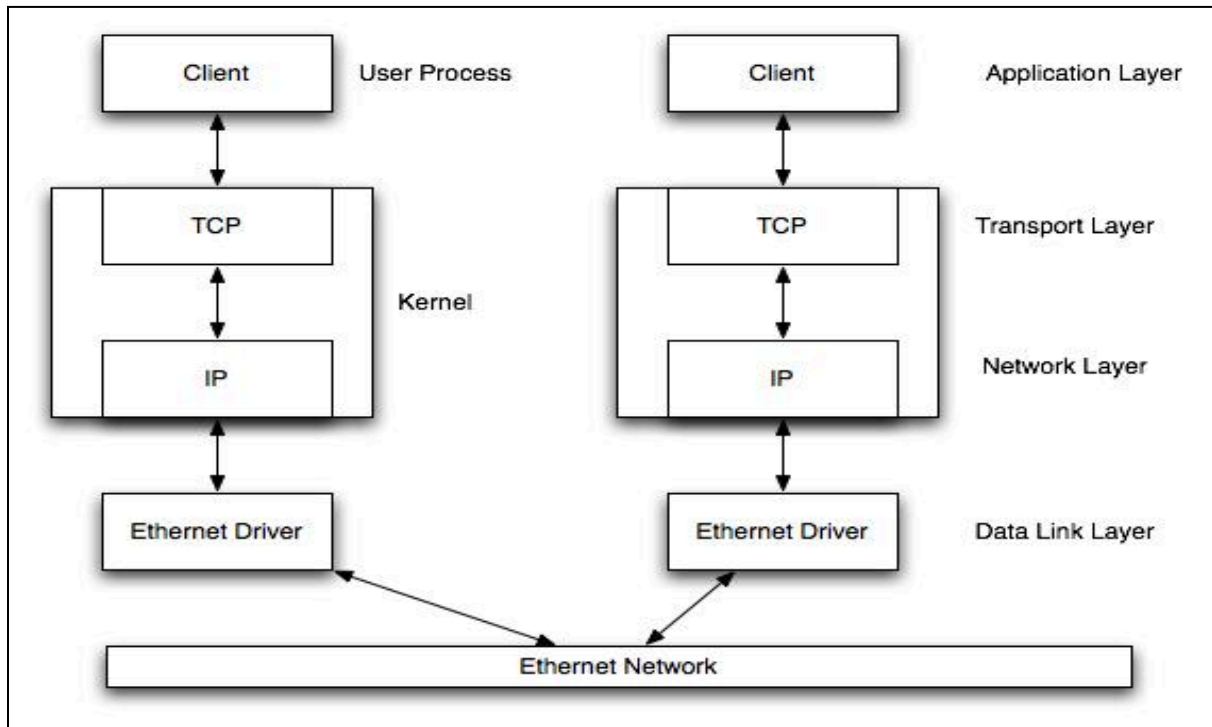 Client
User Process
Client
Application Layer
TCP
TCP
Transport Layer
Kernel
IP
IP
Network Layer
Ethernet Driver
Ethernet Driver
Data Link Layer
Ethernet Network